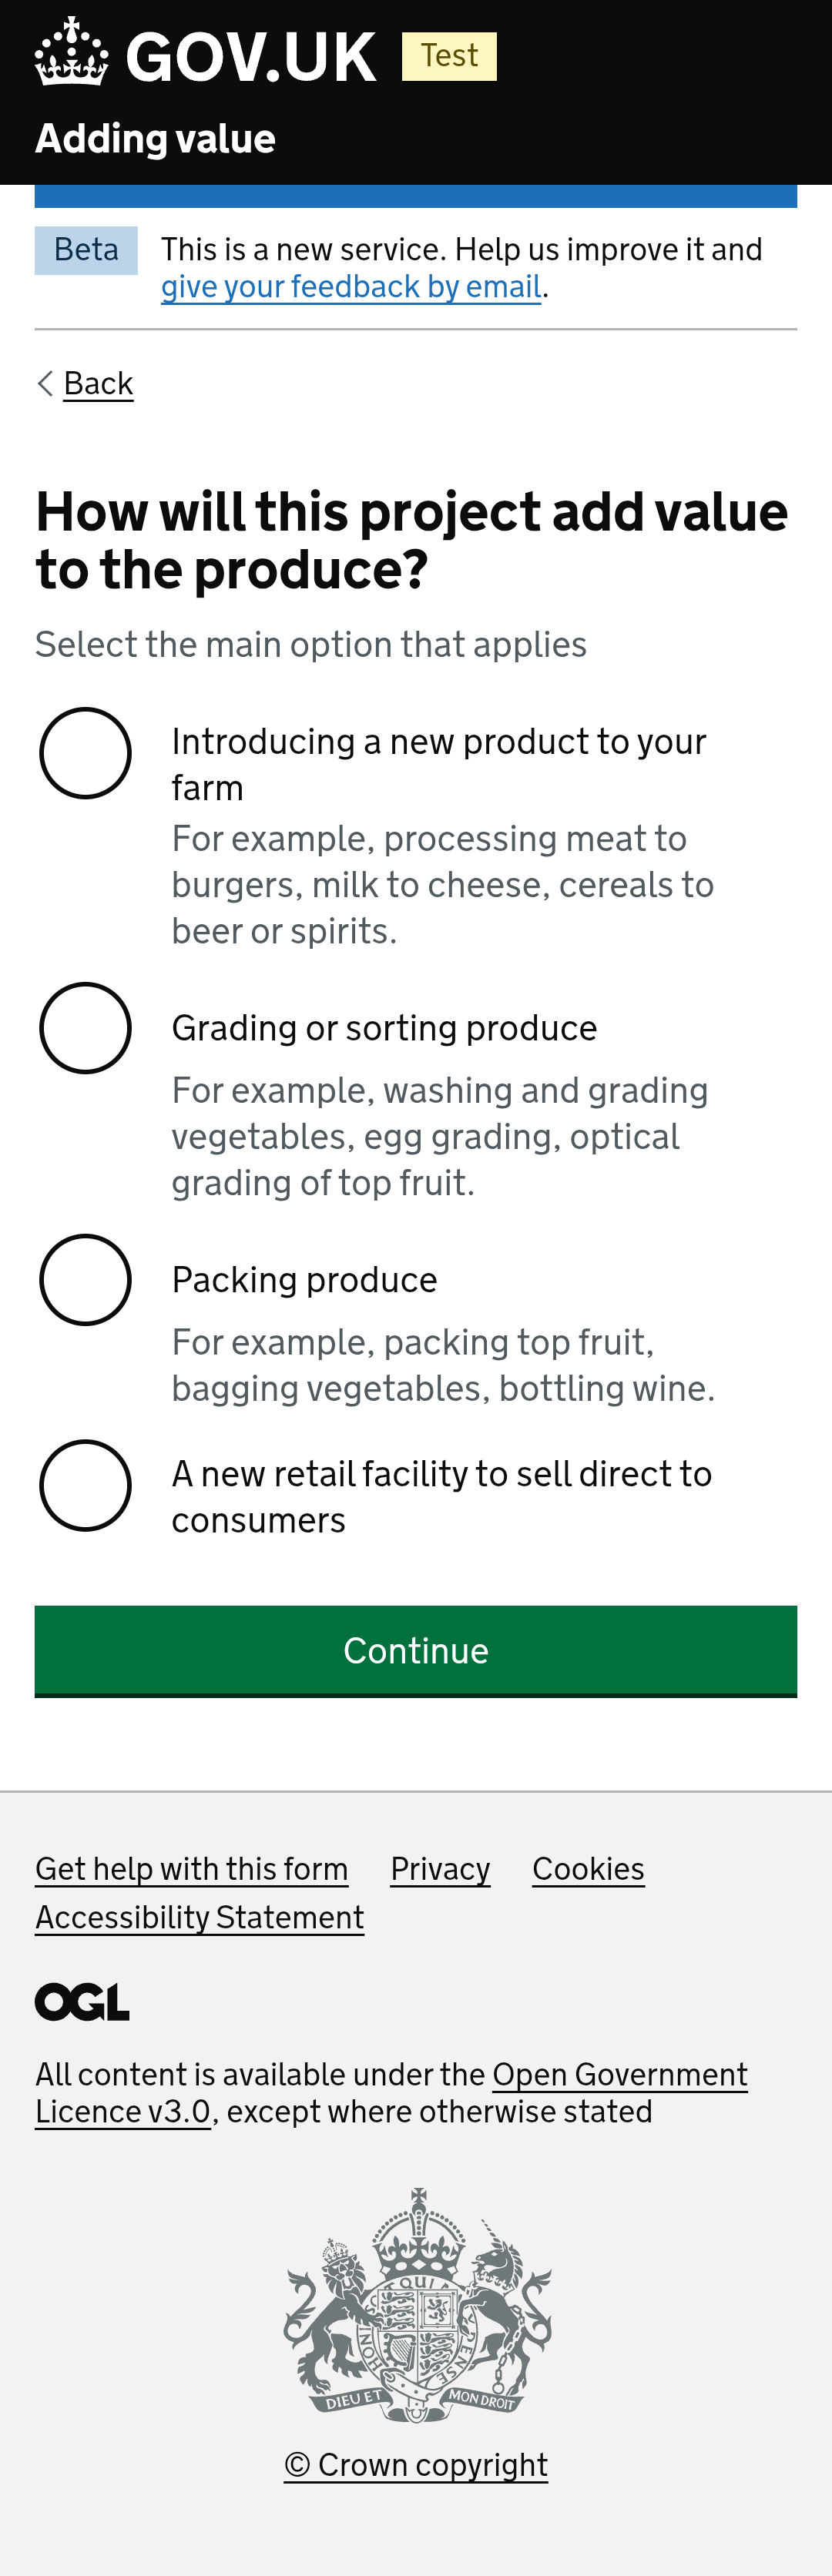 GOV.UK Test
Adding value
Beta
This is a new service. Help us improve it and
give your feedback by email.
Back
How will this project add value
to the produce?
Select the main option that applies
Introducing a new product to your
farm
For example, processing meat to
burgers, milk to cheese, cereals to
beer or spirits.
Grading or sorting produce
For example, washing and grading
vegetables, egg grading, optical
grading of top fruit.
Packing produce
For example, packing top fruit,
bagging vegetables, bottling wine.
A new retail facility to sell direct to
consumers
Continue
Get help with this form Privacy Cookies
Accessibility Statement
OGL
All content is available under the Open Government
Licence v3.0, except where otherwise stated
QUI
HONI
PENSE
DIEU ET MON DROIT
© Crown copyright